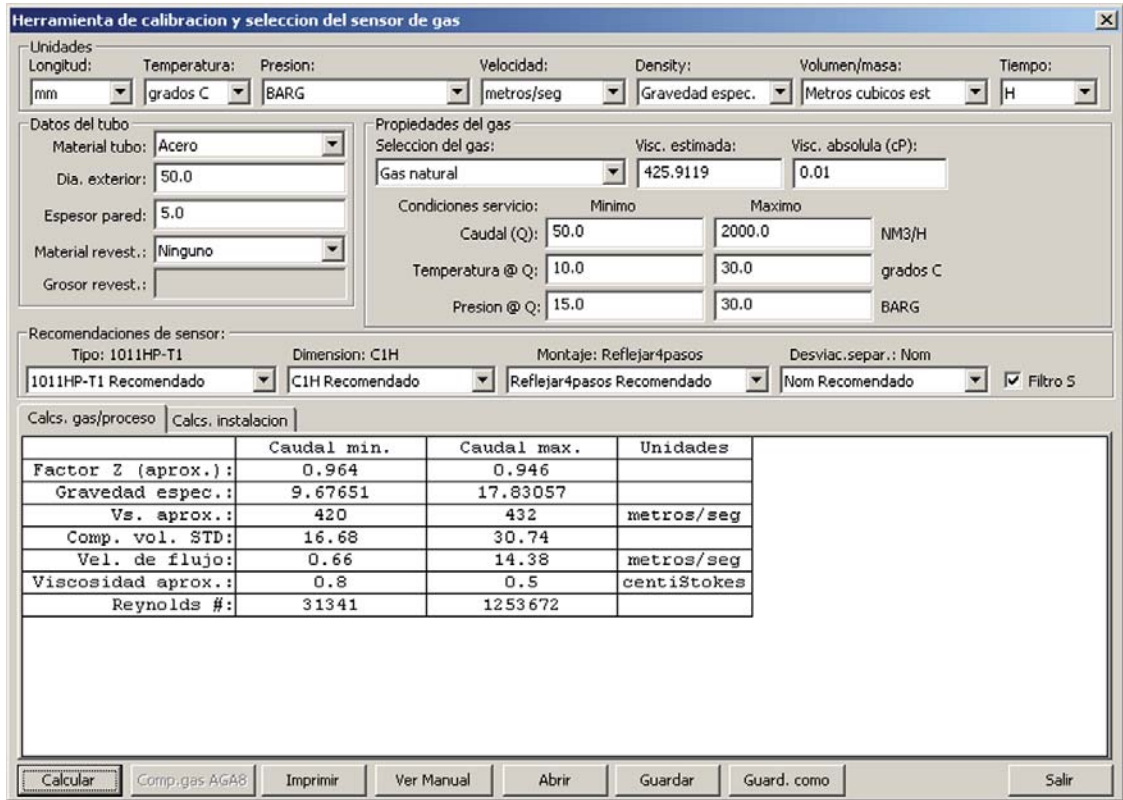 Herramienta de calibracion y seleccion del sensor de gas
Unidades
Longitud: Temperatura: Presion: Velocidad: Density: Volumen/masa: Tiempo:
mm grados C BARG metros/seg Gravedad espec. Metros cubicos est H
Datos del tubo
Material tubo: Acero
Dia. exterior: 50.0
Espesor pared: 5.0
Material revest.: Ninguno
Grosor revest.:
Propiedades del gas
Seleccion del gas: Visc. estimada: Visc. absolula (cP):
Gas natural 425.9119 0.01
Condiciones servicio: Minimo Maximo
Caudal (Q): 50.0 2000.0 NM3/H
Temperatura @ Q: 10.0 30.0 grados C
Presion @ Q: 15.0 30.0 BARG
Recomendaciones de sensor:
Tipo: 1011HP-T1 Dimension: C1H Montaje: Reflejar4pasos Desviac.separ.: Nom
1011HP-T1 Recomendado C1H Recomendado Reflejar4pasos Recomendado Nom Recomendado Filtro S
Calcs. gas/proceso Calcs. instalacion
Caudal min. Caudal max. Unidades
Factor Z (aprox.): 0.964 0.946
Gravedad espec.: 9.67651 17.83057
Vs. aprox.: 420 432 metros/seg
Comp. vol. STD: 16.68 30.74
Vel. de flujo: 0.66 14.38 metros/seg
Viscosidad aprox.: 0.8 0.5 centiStokes
Reynolds #: 31341 1253672
Calcular Comp.gas AGA8 Imprimir Ver Manual Abrir Guardar Guard. como Salir